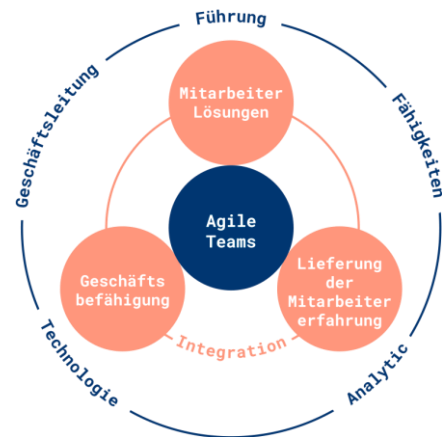 Führung
Geschäftsleitung
Fähigkeiten
Mitarbeiter
Lösungen
Agile
Teams
Geschäfts
befähigung
Lieferung
der
Mitarbeiter
erfahrung
Integration
Technologie
Analytic